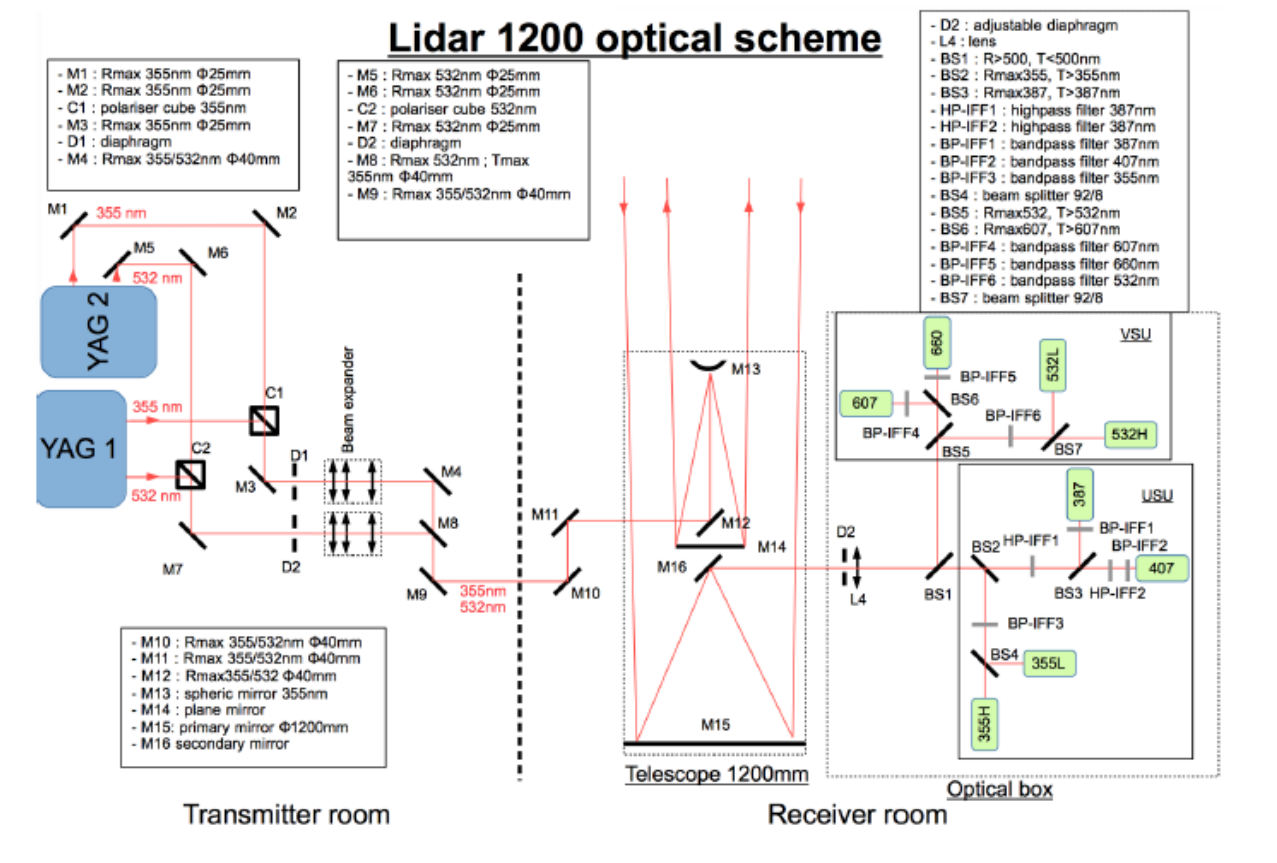 Lidar 1200 optical scheme
- M1 : Rmax 355nm Φ25mm
- M2 : Rmax 355nm Φ25mm
- C1 : polariser cube 355nm
- M3 : Rmax 355nm Φ25mm
- D1 : diaphragm
- M4 : Rmax 355/532nm Φ40mm
- M5 : Rmax 532nm Φ25mm
- M6 : Rmax 532nm Φ25mm
- C2 : polariser cube 532nm
- M7 : Rmax 532nm Φ25mm
- D2 : diaphragm
- M8 : Rmax 532nm ; Tmax
355nm Φ40mm
- M9 : Rmax 355/532nm Φ40mm
- D2 : adjustable diaphragm
- L4 : lens
- BS1 : R>500, T<500nm
- BS2 : Rmax355, T>355nm
- BS3 : Rmax387, T>387nm
- HP-IFF1 : highpass filter 387nm
- HP-IFF2 : highpass filter 387nm
- BP-IFF1 : bandpass filter 387nm
- BP-IFF2 : bandpass filter 407nm
- BP-IFF3 : bandpass filter 355nm
- BS4 : beam splitter 92/8
- BS5 : Rmax532, T>532nm
- BS6 : Rmax607, T>607nm
- BP-IFF4 : bandpass filter 607nm
- BP-IFF5 : bandpass filter 660nm
- BP-IFF6 : bandpass filter 532nm
- BS7 : beam splitter 92/8
M1
355 nm
M2
M5
M6
532 nm
YAG 2
YAG 1
355 nm
C1
532 nm
C2
Beam expander
M3
D1
M4
M7
D2
M8
M9
355nm
532nm
M10
M11
M12
M13
M14
M16
M15
Telescope 1200mm
D2
L4
BS1
VSU
660
BP-IFF5
532L
607
BS6
BP-IFF4
BP-IFF6
BS5
BS7
532H
USU
387
BS2
HP-IFF1
BP-IFF1
BP-IFF2
407
BS3
HP-IFF2
BP-IFF3
BS4
355L
355H
Optical box
- M10 : Rmax 355/532nm Φ40mm
- M11 : Rmax 355/532nm Φ40mm
- M12 : Rmax355/532 Φ40mm
- M13 : spheric mirror 355nm
- M14 : plane mirror
- M15: primary mirror Φ1200mm
- M16 secondary mirror
Transmitter room
Receiver room